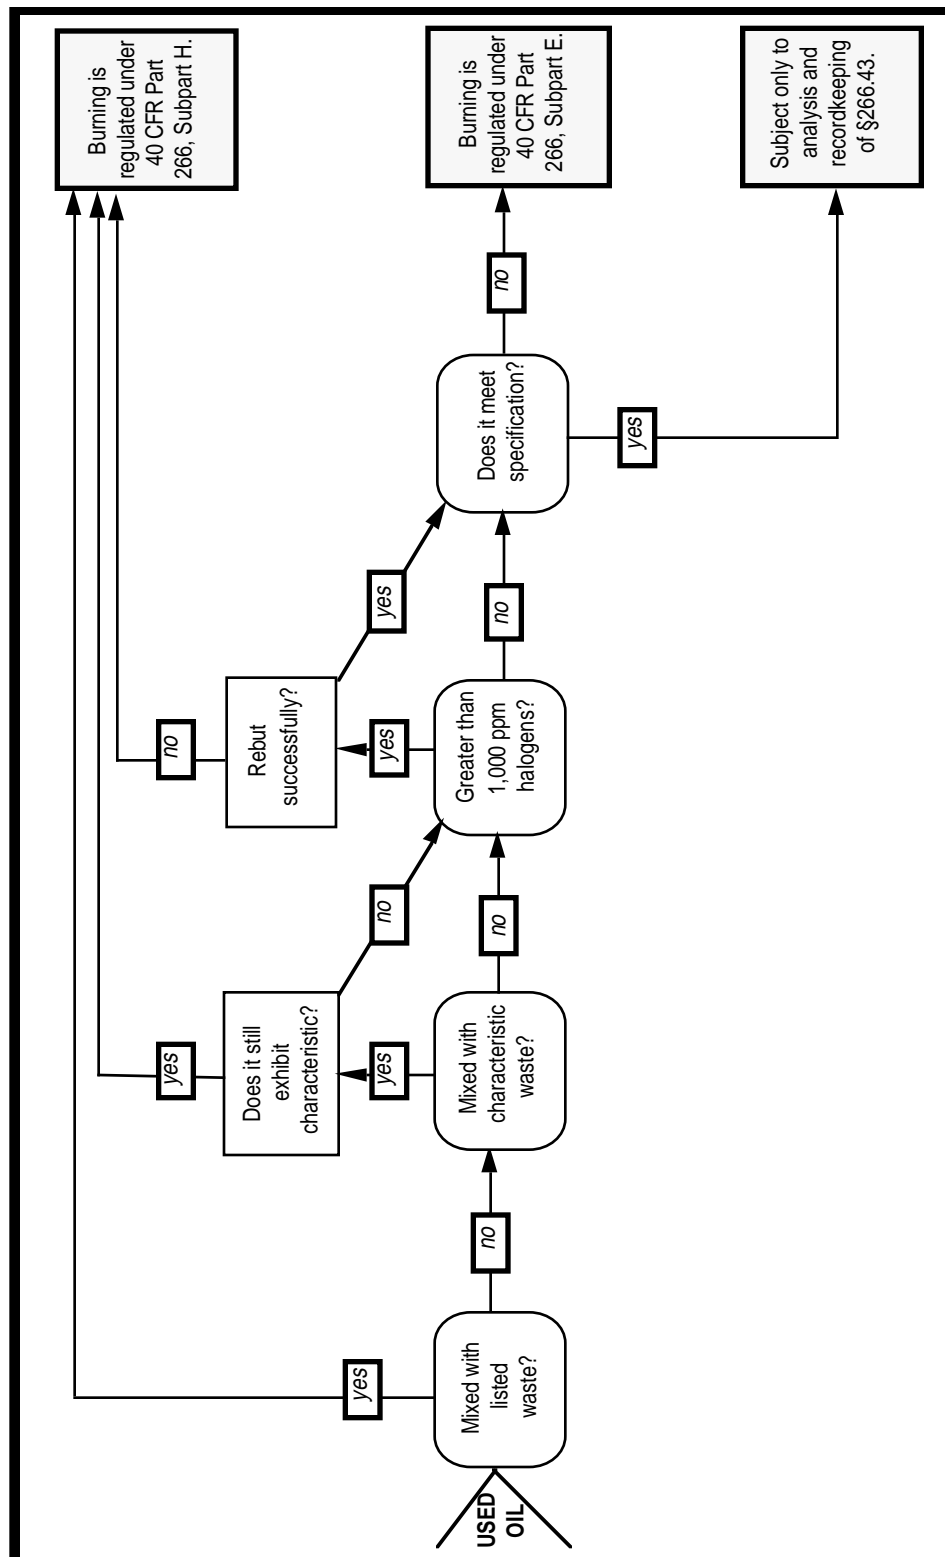 USED
OIL
Mixed with
listed
waste?
yes
no
Mixed with
characteristic
waste?
yes
no
Does it still
exhibit
characteristic?
yes
no
Greater than
1,000 ppm
halogens?
yes
no
Rebut
successfully?
no
yes
Does it meet
specification?
no
yes
Burning is
regulated under
40 CFR Part
266, Subpart H.
Burning is
regulated under
40 CFR Part
266, Subpart E.
Subject only to
analysis and
recordkeeping
of §266.43.